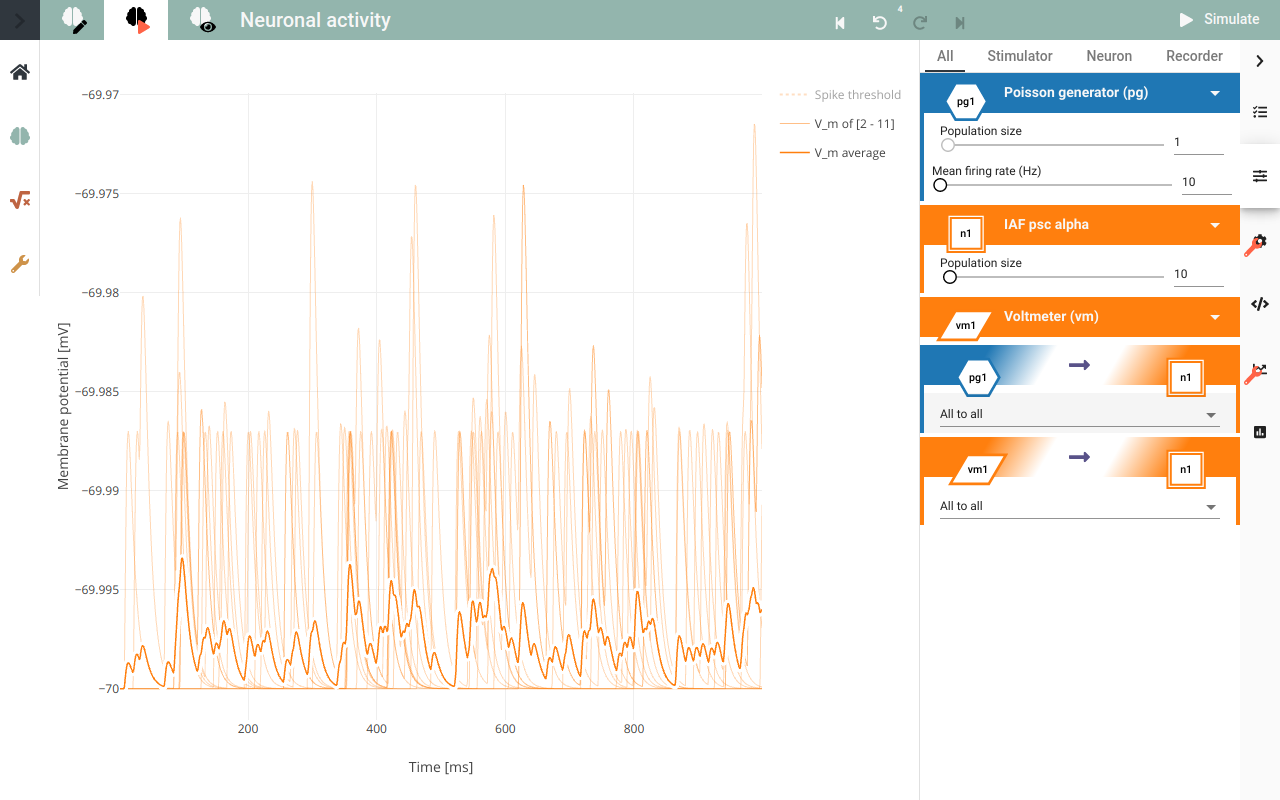 Neuronal activity
4
Simulate
All Stimulator Neuron Recorder
Poisson generator (pg)
pg1
Population size
1
Mean firing rate (Hz)
10
IAF psc alpha
n1
Population size
10
Voltmeter (vm)
vm1
pg1
n1
All to all
vm1
n1
All to all
Spike threshold
V_m of [2 - 11]
V_m average
−69.97
−69.975
−69.98
−69.985
−69.99
−69.995
−70
Membrane potential [mV]
200 400 600 800
Time [ms]